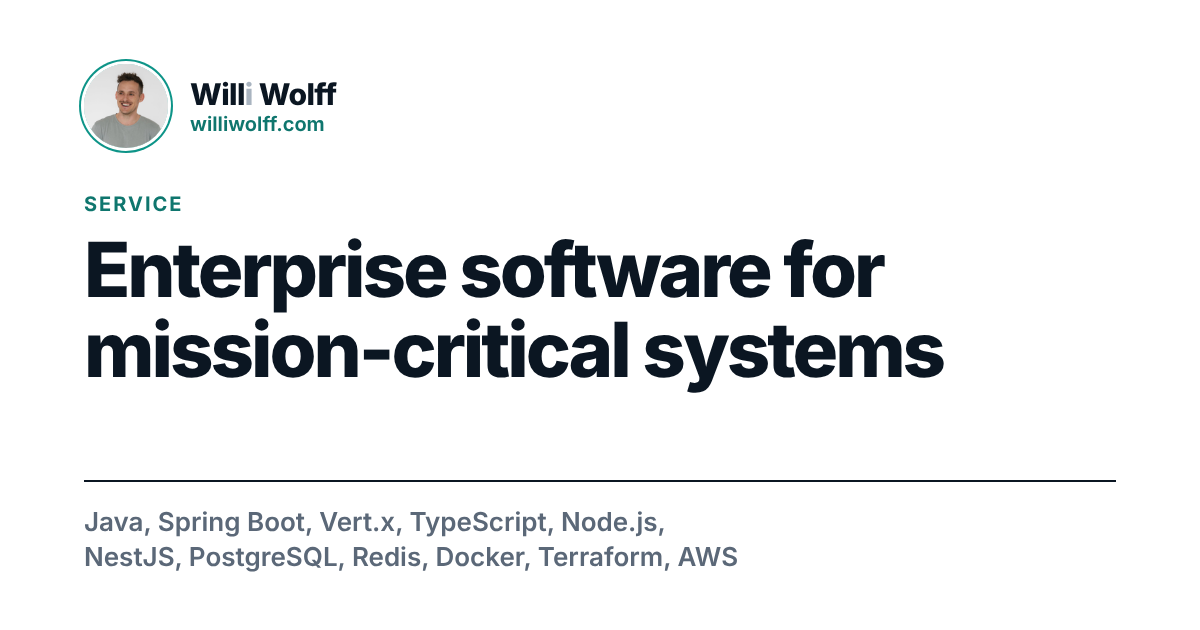 Willi Wolff
williwolff.com
SERVICE
Enterprise software for
mission-critical systems
Java, Spring Boot, Vert.x, TypeScript, Node.js,
NestJS, PostgreSQL, Redis, Docker, Terraform, AWS